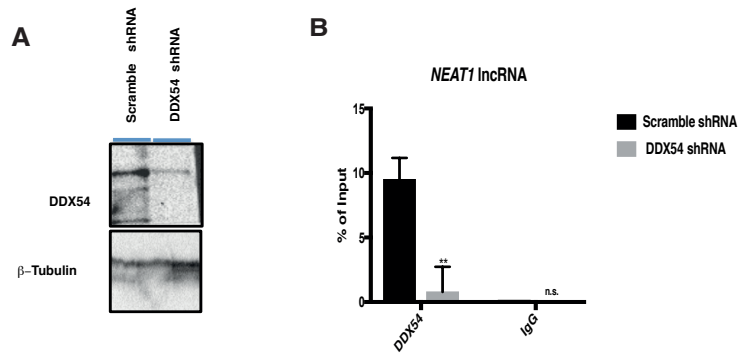 A
Scramble shRNA
DDX54 shRNA
DDX54
β-Tubulin
B
NEAT1 lncRNA
% of Input
15
10
5
0
**
n.s.
DDX54
IgG
Scramble shRNA
DDX54 shRNA